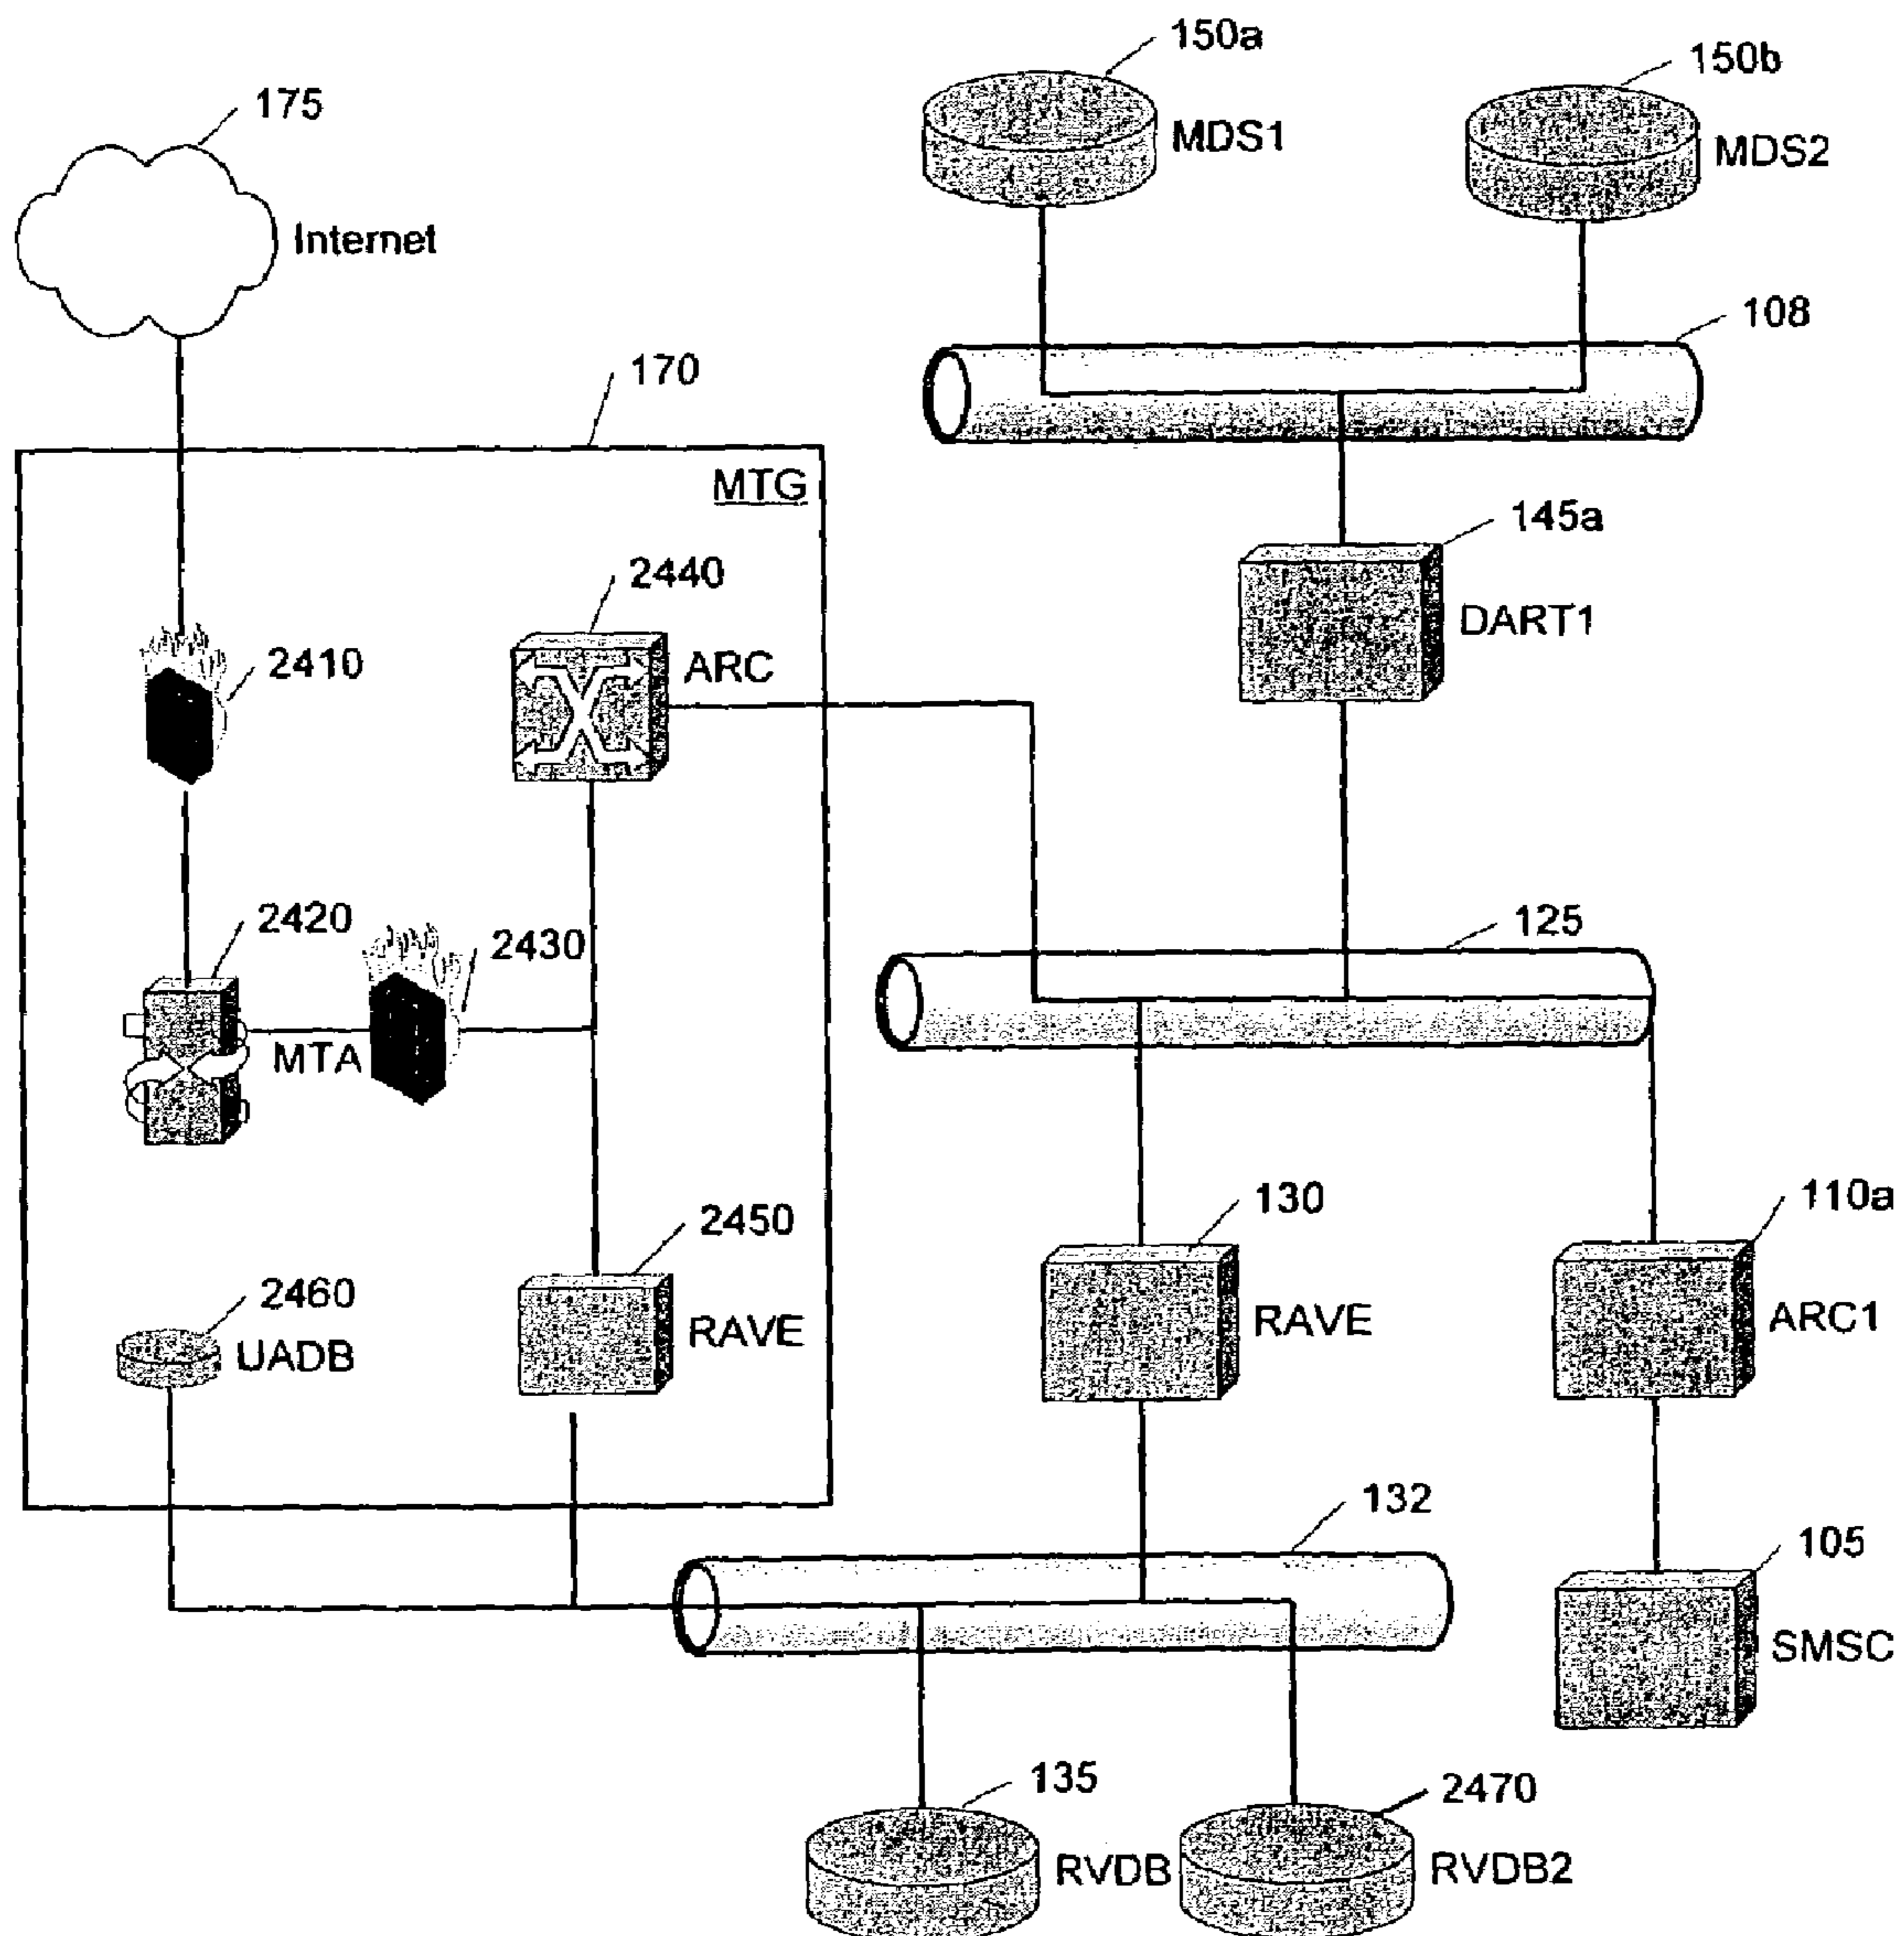 150a
MDS1
150b
MDS2
175
Internet
108
170
MTG
145a
DART1
2440
ARC
2410
2420
MTA
2430
125
130
RAVE
110a
ARC1
2450
RAVE
2460
UADB
132
105
SMSC
135
RVDB
2470
RVDB2